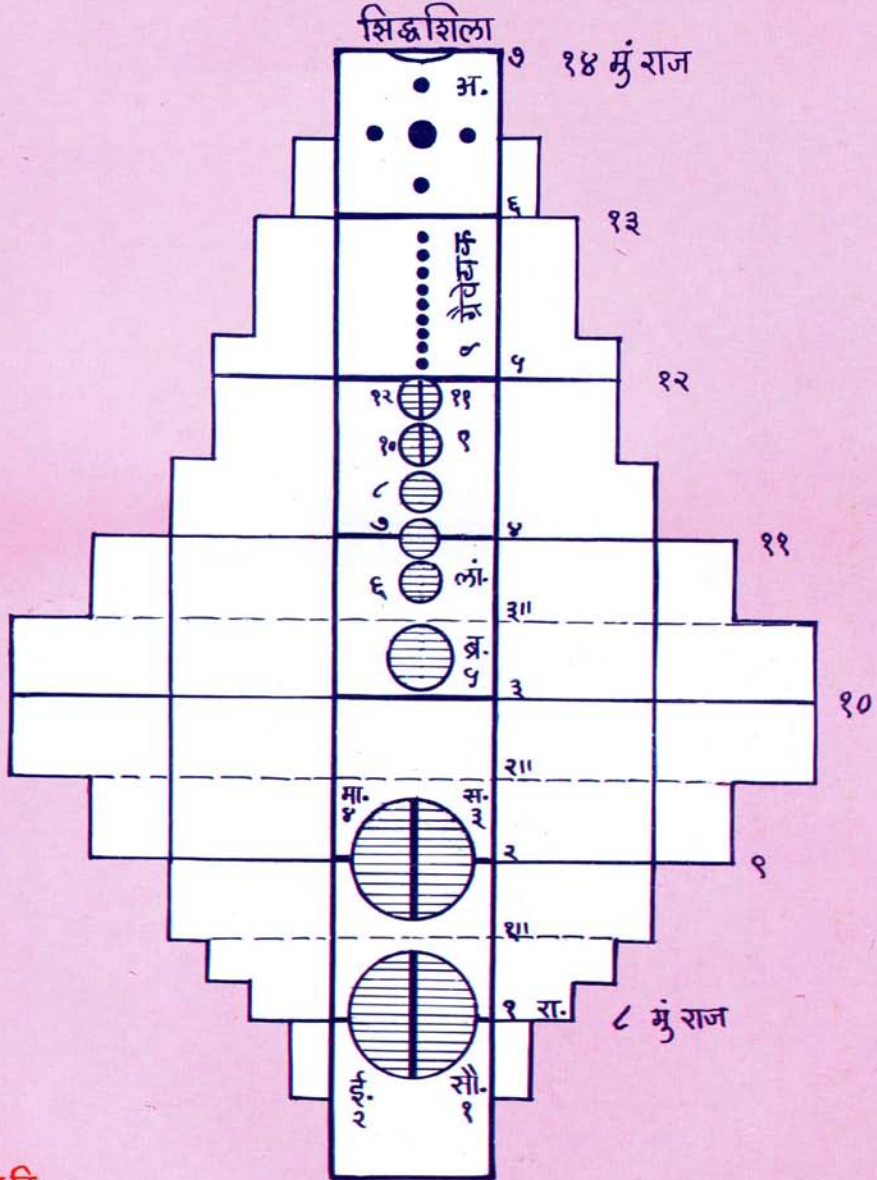 सिद्धशिला
७ १४ मुं राज
अ.
६ १३
९ ग्रैवेयक
५ १२
१२ ११
१० ९
८
७ ४ ११
६ लां.
३॥
ब्र.
५ ३
१०
२॥
मा. स.
४ ३
२ ९
१॥
१ रा. ८ मुं राज
ई. सौ.
२ १